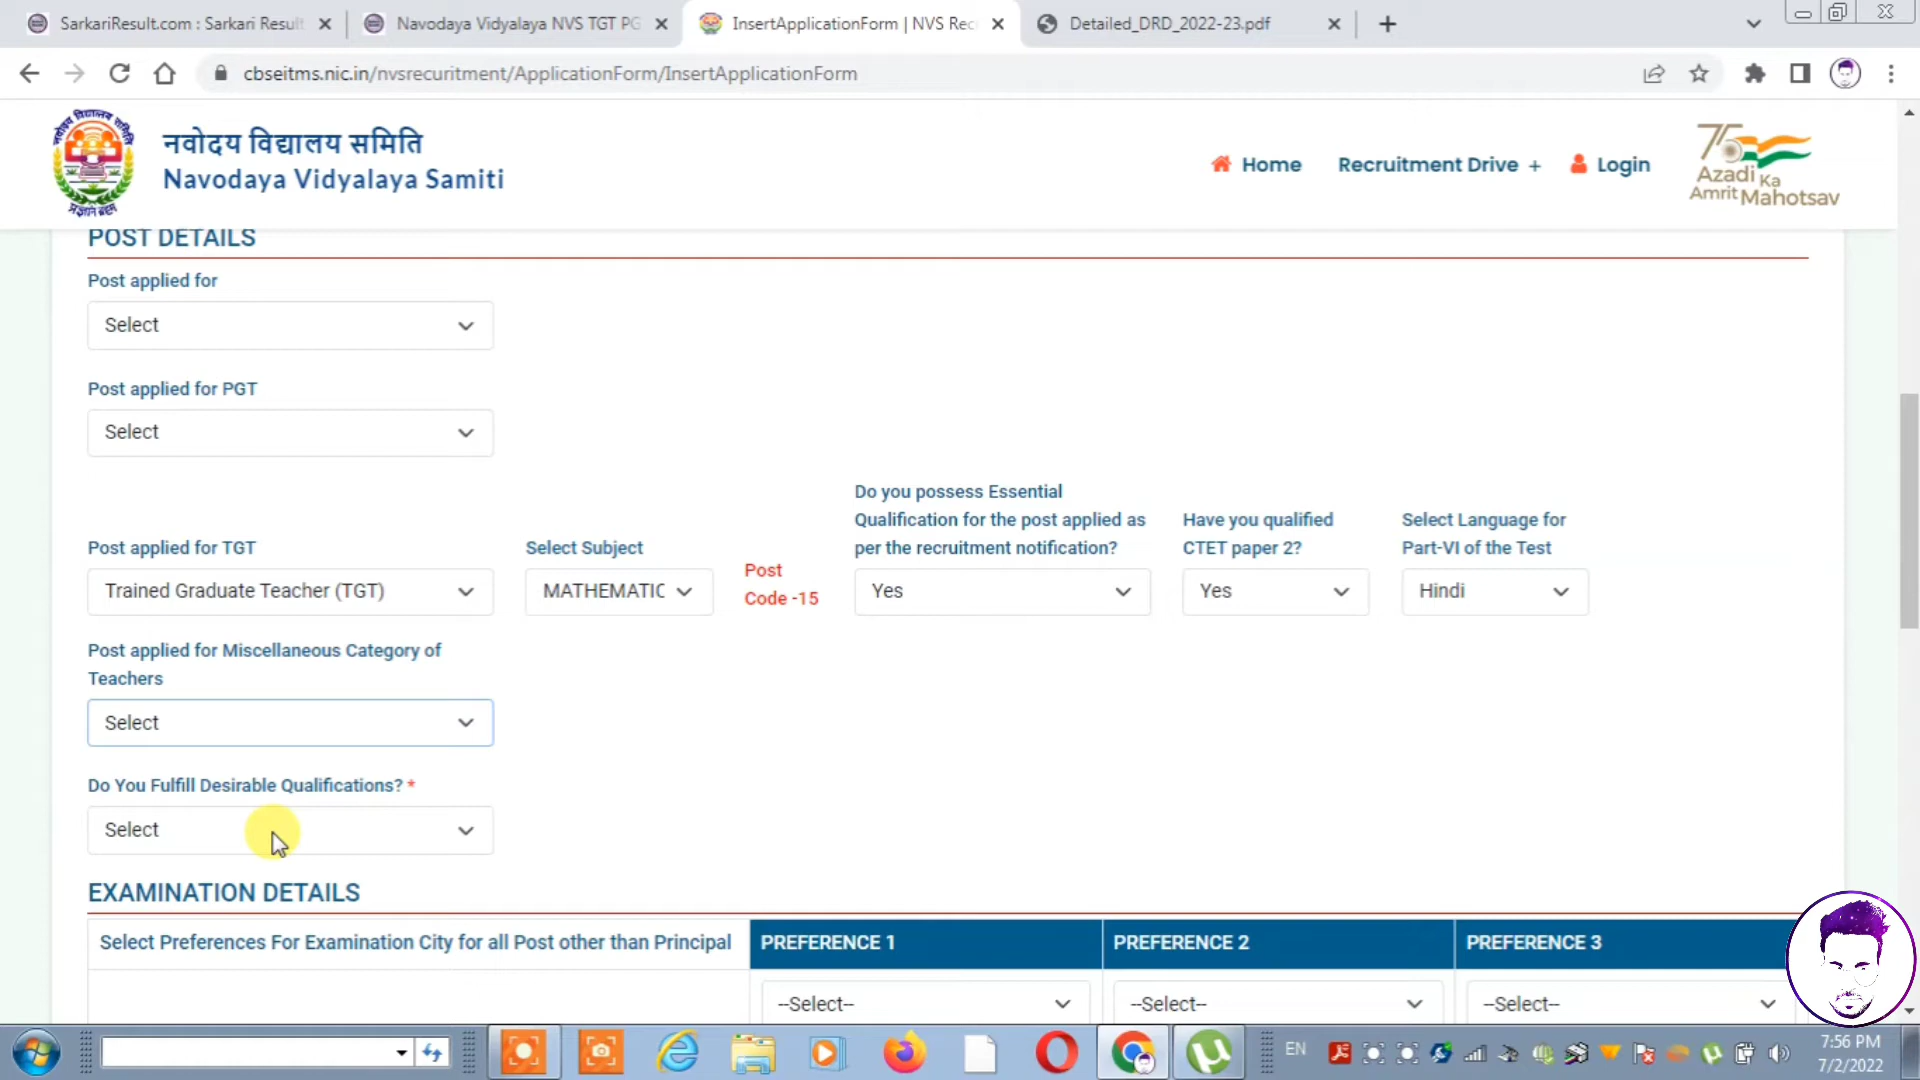 SarkariResult.com : Sarkari Result
Navodaya Vidyalaya NVS TGT PG
InsertApplicationForm | NVS Rec
Detailed_DRD_2022-23.pdf
cbseitms.nic.in/nvsrecuritment/ApplicationForm/InsertApplicationForm
नवोदय विद्यालय समिति
Navodaya Vidyalaya Samiti
प्रज्ञानं ब्रह्म
Home
Recruitment Drive +
Login
75
Azadi Ka
Amrit Mahotsav
POST DETAILS
Post applied for
Select
Post applied for PGT
Select
Post applied for TGT
Trained Graduate Teacher (TGT)
Select Subject
MATHEMATIC
Post
Code -15
Do you possess Essential
Qualification for the post applied as
per the recruitment notification?
Yes
Have you qualified
CTET paper 2?
Yes
Select Language for
Part-VI of the Test
Hindi
Post applied for Miscellaneous Category of
Teachers
Select
Do You Fulfill Desirable Qualifications? *
Select
EXAMINATION DETAILS
Select Preferences For Examination City for all Post other than Principal
PREFERENCE 1
PREFERENCE 2
PREFERENCE 3
--Select--
--Select--
--Select--
EN
7:56 PM
7/2/2022